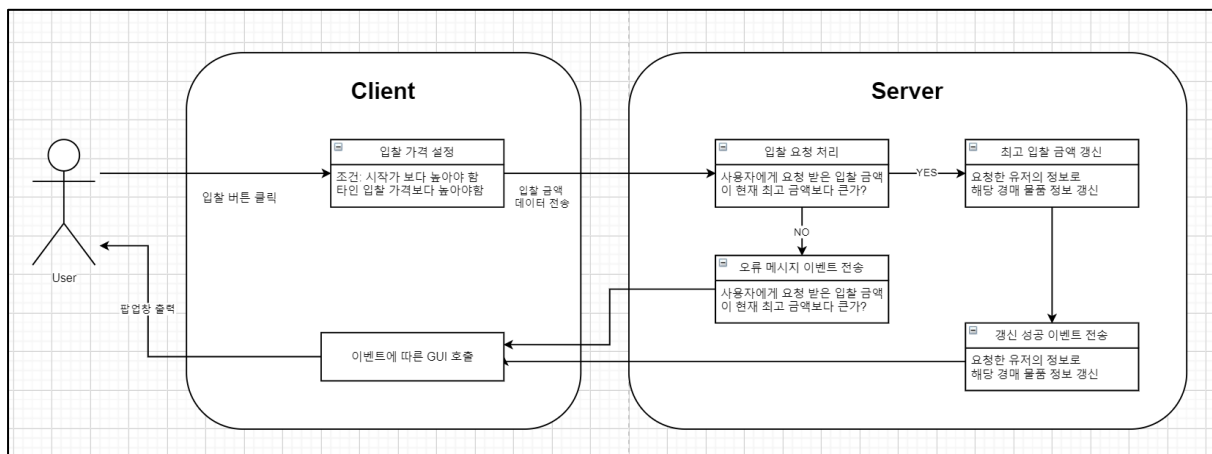 Client
Server
입찰 가격 설정
조건: 시작가 보다 높아야 함
타인 입찰 가격보다 높아야함
입찰 요청 처리
사용자에게 요청 받은 입찰 금액
이 현재 최고 금액보다 큰가?
YES
최고 입찰 금액 갱신
요청한 유저의 정보로
해당 경매 물품 정보 갱신
입찰 버튼 클릭
입찰 금액
데이터 전송
NO
User
오류 메시지 이벤트 전송
사용자에게 요청 받은 입찰 금액
이 현재 최고 금액보다 큰가?
팝업창 출력
이벤트에 따른 GUI 호출
갱신 성공 이벤트 전송
요청한 유저의 정보로
해당 경매 물품 정보 갱신